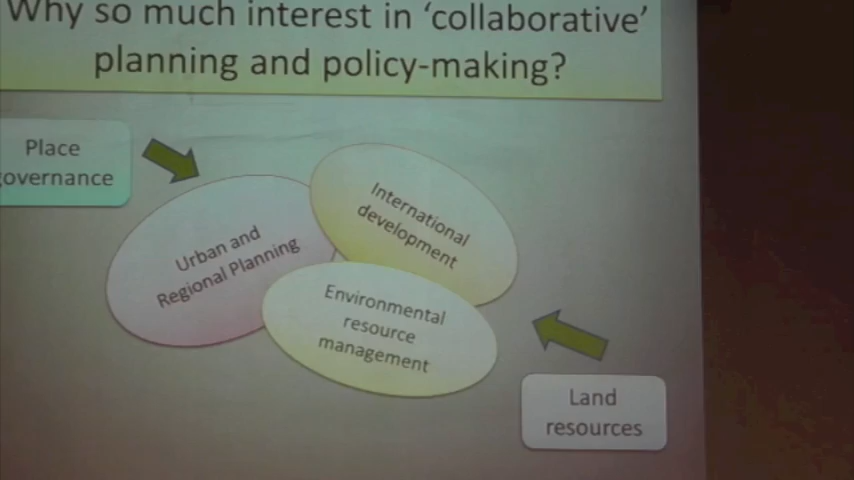 Why so much interest in ‘collaborative’
planning and policy-making?
Place
governance
International
development
Urban and
Regional Planning
Environmental
resource
management
Land
resources